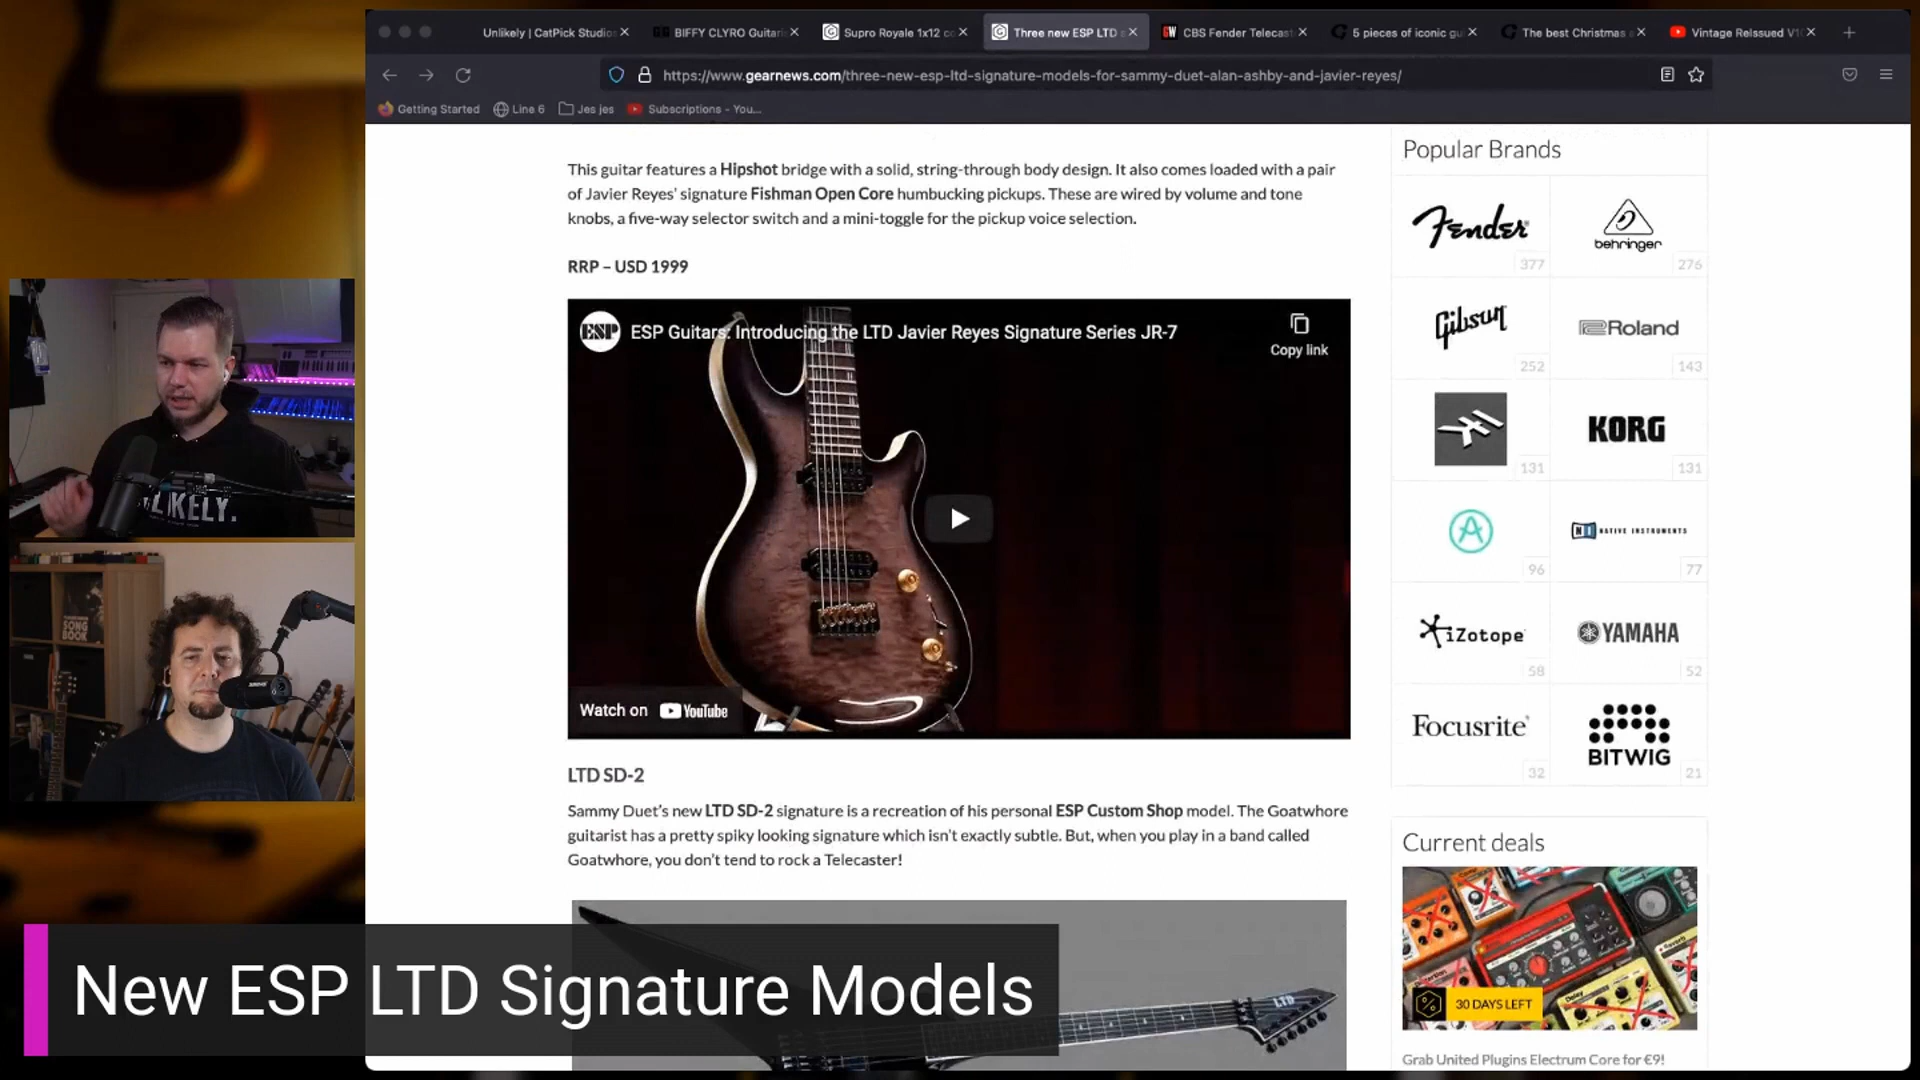 Unlikely | CatPick Studio
BIFFY CLYRO Guitaris
Supro Royale 1x12 co
Three new ESP LTD s
CBS Fender Telecast
5 pieces of iconic gu
The best Christmas a
Vintage ReIssued V10
https://www.gearnews.com/three-new-esp-ltd-signature-models-for-sammy-duet-alan-ashby-and-javier-reyes/
Getting Started
Line 6
Jes jes
Subscriptions - You...
This guitar features a Hipshot bridge with a solid, string-through body design. It also comes loaded with a pair
of Javier Reyes' signature Fishman Open Core humbucking pickups. These are wired by volume and tone
knobs, a five-way selector switch and a mini-toggle for the pickup voice selection.
RRP – USD 1999
ESP
ESP Guitars: Introducing the LTD Javier Reyes Signature Series JR-7
Copy link
Watch on YouTube
LTD SD-2
Sammy Duet's new LTD SD-2 signature is a recreation of his personal ESP Custom Shop model. The Goatwhore
guitarist has a pretty spiky looking signature which isn't exactly subtle. But, when you play in a band called
Goatwhore, you don't tend to rock a Telecaster!
LTD
Popular Brands
Fender
377
behringer
276
Gibson
252
Roland
143
131
KORG
131
96
NATIVE INSTRUMENTS
77
iZotope
58
YAMAHA
52
Focusrite
32
BITWIG
21
Current deals
30 DAYS LEFT
Grab United Plugins Electrum Core for €9!
SONG
BOOK
New ESP LTD Signature Models